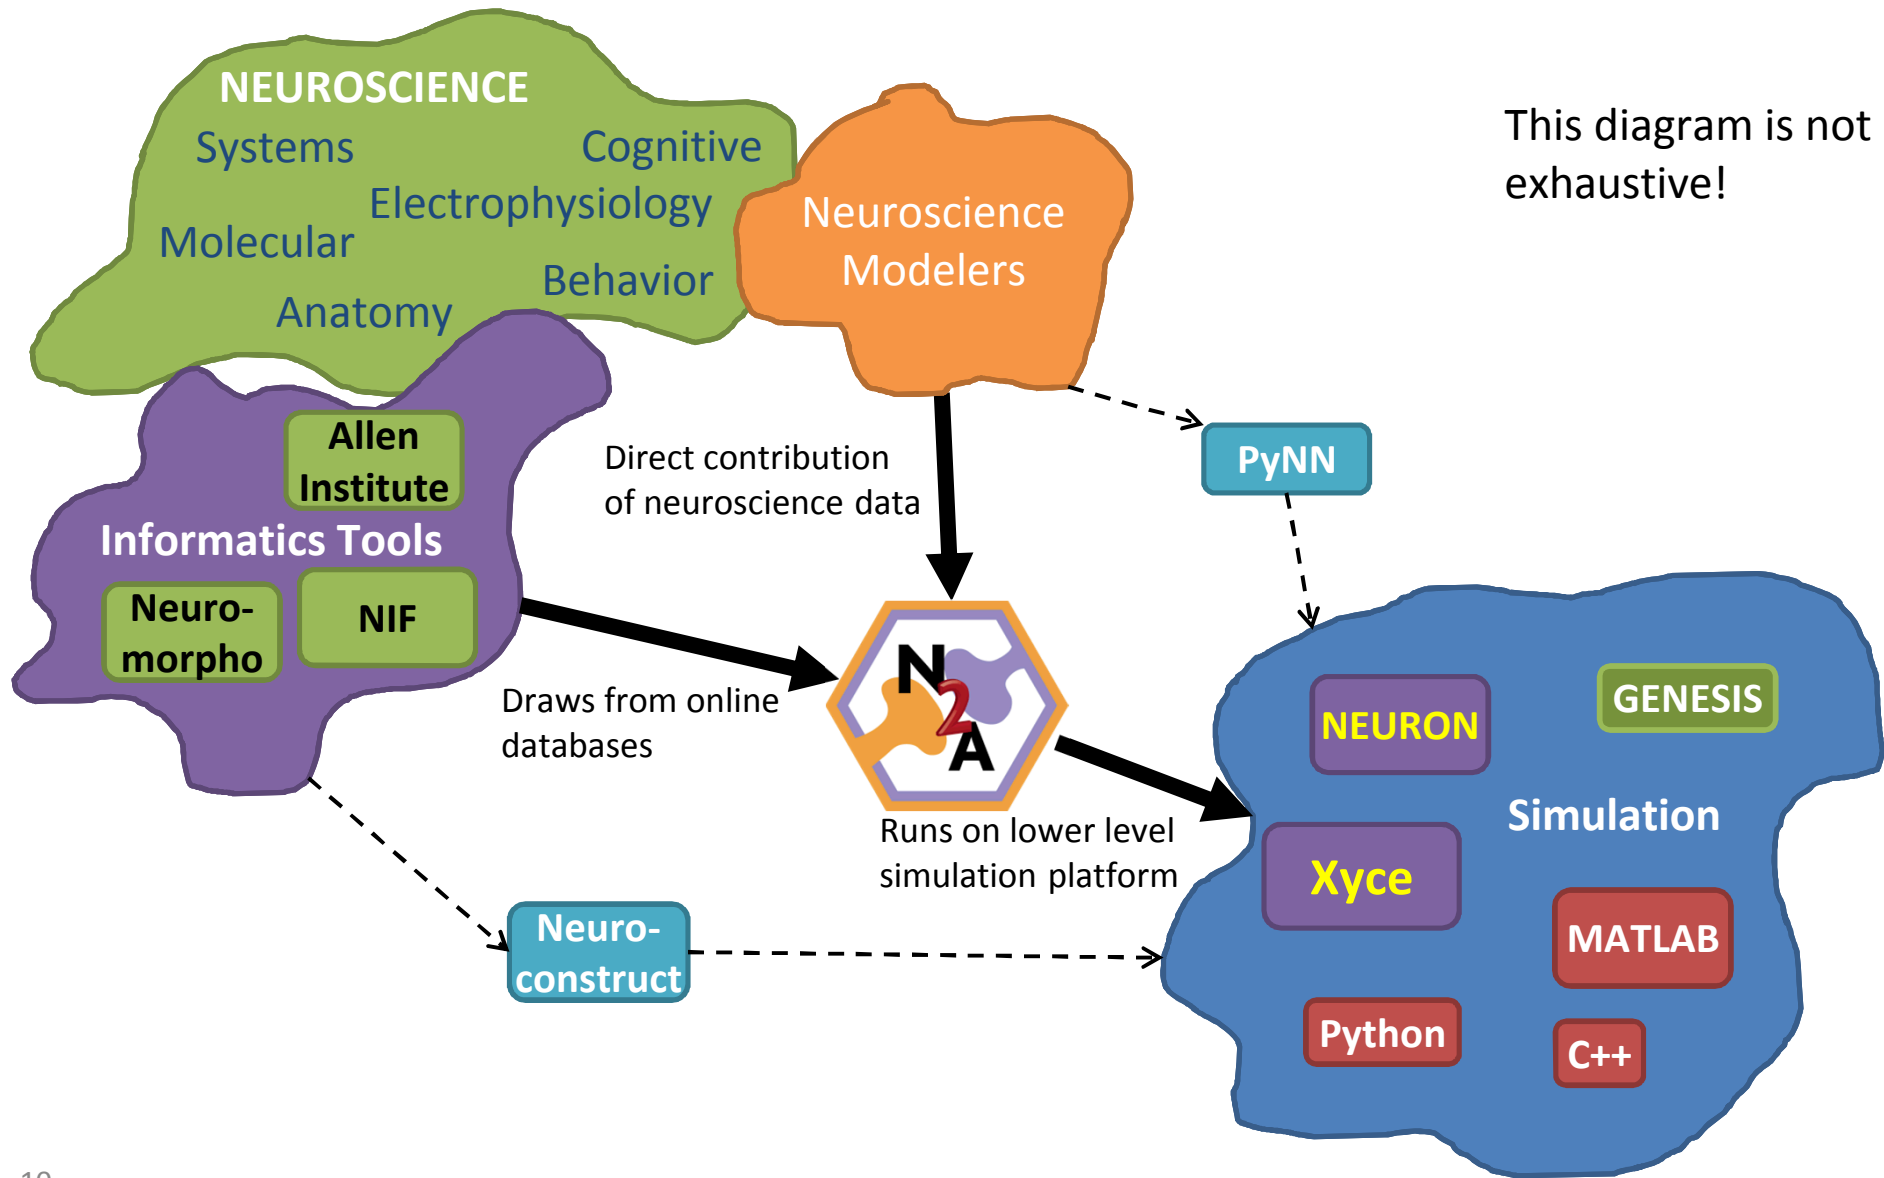 NEUROSCIENCE
Systems
Cognitive
Electrophysiology
Molecular
Behavior
Anatomy
Neuroscience
Modelers
This diagram is not
exhaustive!
Allen
Institute
Informatics Tools
Neuro-
morpho
NIF
Direct contribution
of neuroscience data
PyNN
Draws from online
databases
N
2
A
Runs on lower level
simulation platform
Neuro-
construct
NEURON
GENESIS
Simulation
Xyce
MATLAB
Python
C++